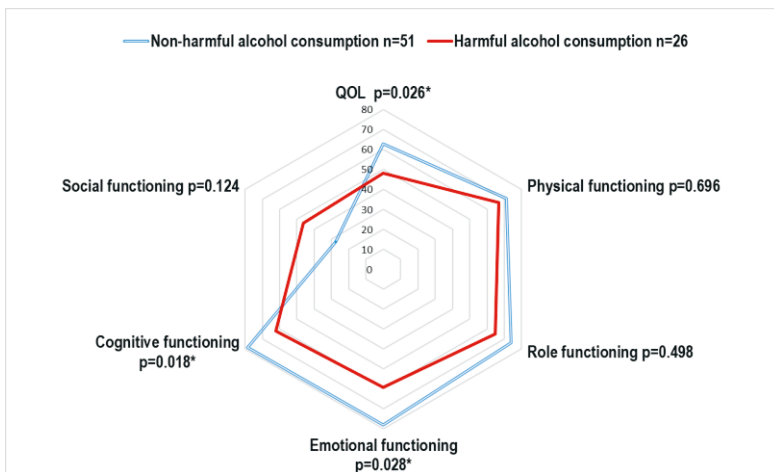 Non-harmful alcohol consumption n=51 Harmful alcohol consumption n=26
QOL p=0.026*
80
70
60
50
40
30
20
10
0
Social functioning p=0.124
Physical functioning p=0.696
Cognitive functioning
p=0.018*
Role functioning p=0.498
Emotional functioning
p=0.028*